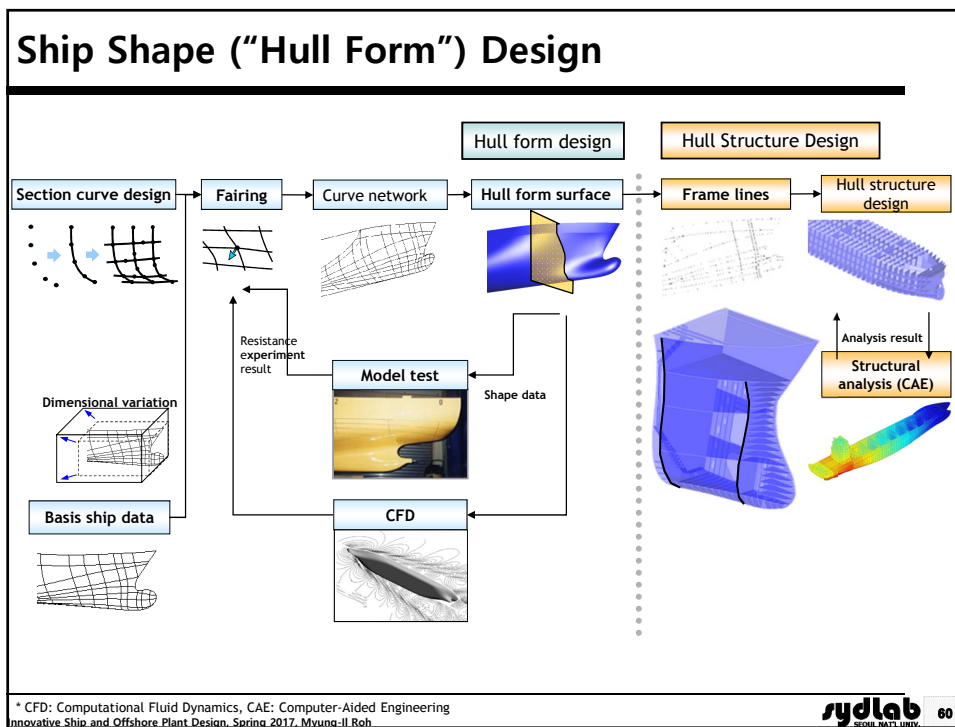 Ship Shape (“Hull Form”) Design
Hull form design
Hull Structure Design
Section curve design
Fairing
Curve network
Hull form surface
Frame lines
Hull structure
design
Resistance
experiment
result
Model test
Shape data
Analysis result
Structural
analysis (CAE)
Dimensional variation
2
0
Basis ship data
CFD
* CFD: Computational Fluid Dynamics, CAE: Computer-Aided Engineering
Innovative Ship and Offshore Plant Design, Spring 2017, Myung-Il Roh
sydlab
SEOUL NAT'L UNIV.
60